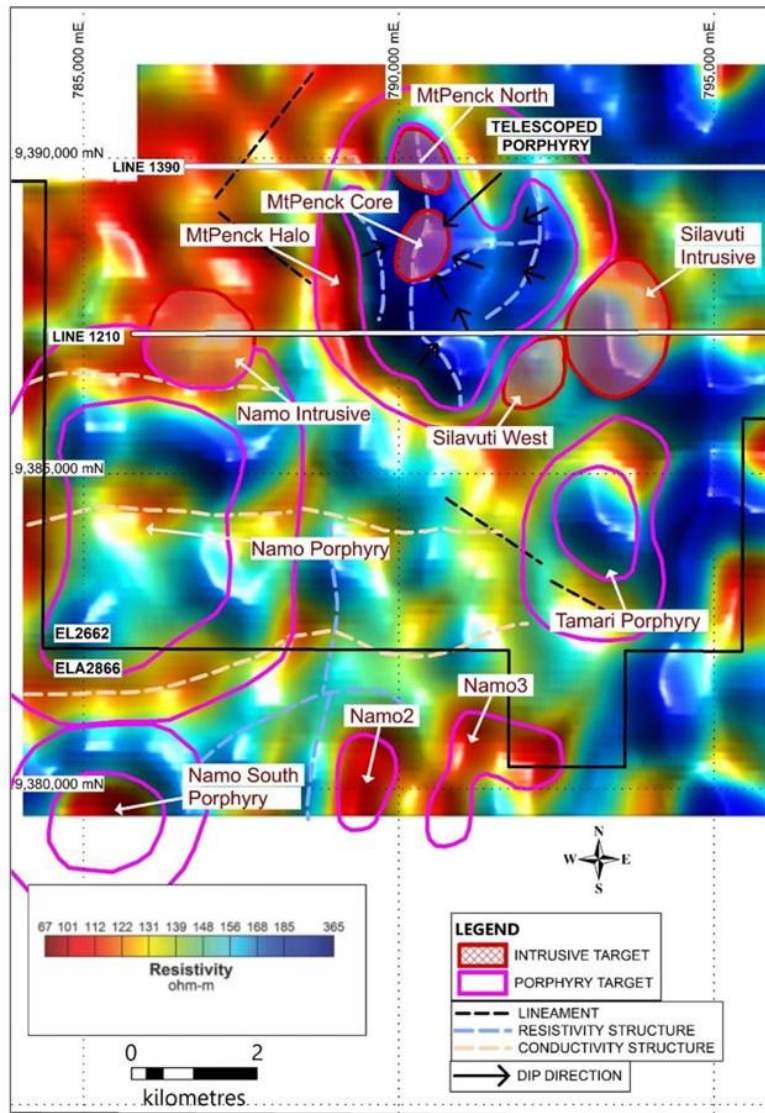 785,000 mE
790,000 mE
795,000 mE
9,390,000 mN
9,385,000 mN
9,380,000 mN
MtPenck North
TELESCOPED
PORPHYRY
LINE 1390
MtPenck Core
MtPenck Halo
Silavuti
Intrusive
LINE 1210
Namo Intrusive
Silavuti West
Namo Porphyry
Tamari Porphyry
EL2662
ELA2866
Namo2
Namo3
Namo South
Porphyry
N
W E
S
67 101 112 122 131 139 148 156 168 185 365
Resistivity
ohm-m
0 2
kilometres
LEGEND
INTRUSIVE TARGET
PORPHYRY TARGET
LINEAMENT
RESISTIVITY STRUCTURE
CONDUCTIVITY STRUCTURE
DIP DIRECTION